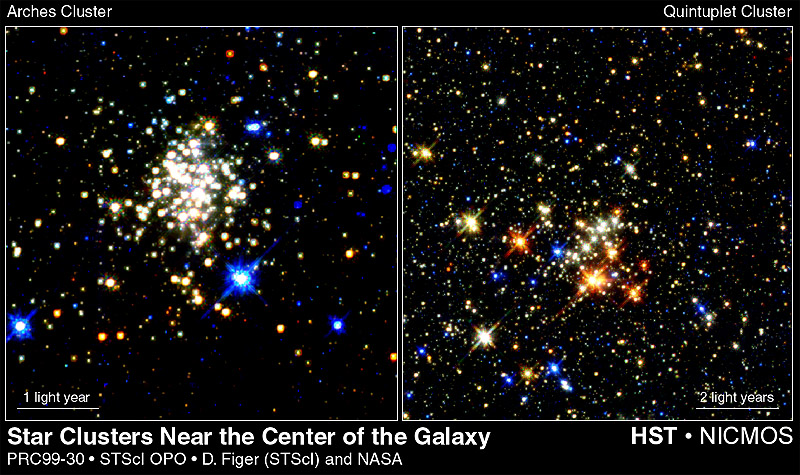 Arches Cluster
Quintuplet Cluster
1 light year
2 light years
Star Clusters Near the Center of the Galaxy
HST • NICMOS
PRC99-30 • STScI OPO • D. Figer (STScI) and NASA